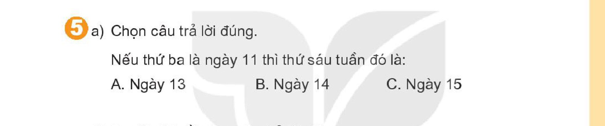 5 a) Chọn câu trả lời đúng.
Nếu thứ ba là ngày 11 thì thứ sáu tuần đó là:
A. Ngày 13 B. Ngày 14 C. Ngày 15